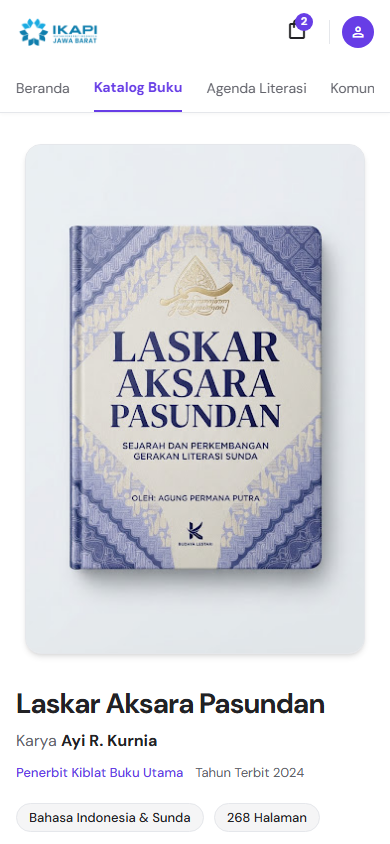 IKAPI
JAWA BARAT
2
Beranda Katalog Buku Agenda Literasi Komun
LASKAR
AKSARA
PASUNDAN
SEJARAH DAN PERKEMBANGAN
GERAKAN LITERASI SUNDA
OLEH: AGUNG PERMANA PUTRA
BUDAYA LESTARI
Laskar Aksara Pasundan
Karya Ayi R. Kurnia
Penerbit Kiblat Buku Utama Tahun Terbit 2024
Bahasa Indonesia & Sunda 268 Halaman